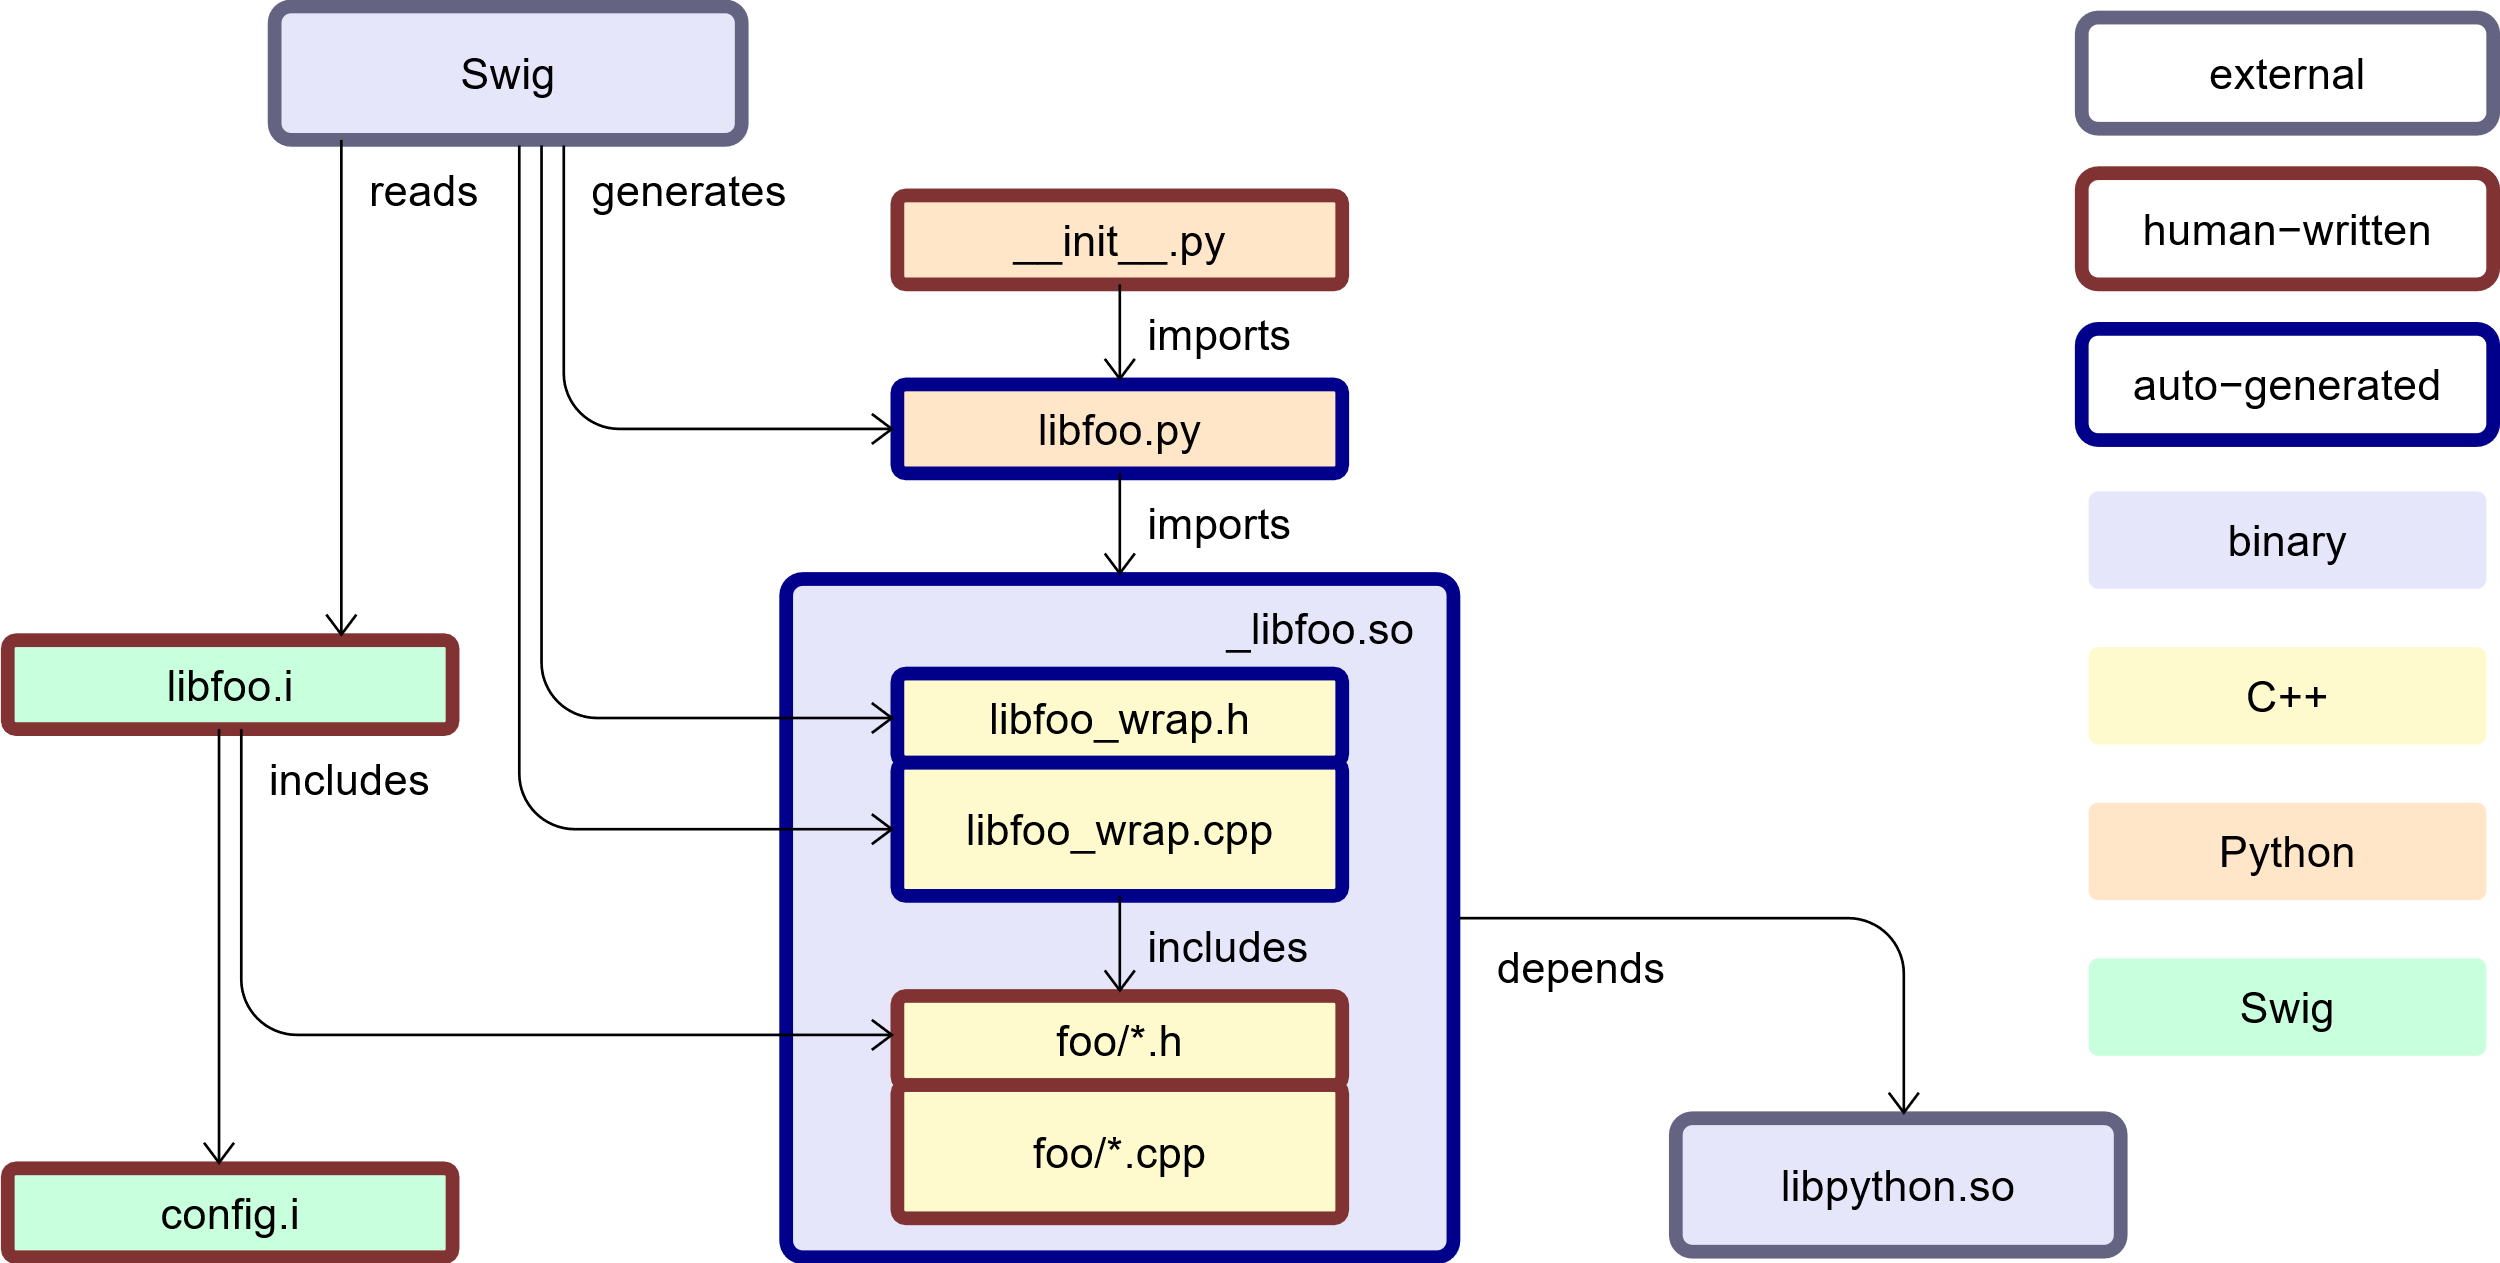 Swig
external
reads
generates
human−written
__init__.py
imports
auto−generated
libfoo.py
imports
binary
_libfoo.so
libfoo.i
libfoo_wrap.h
C++
includes
libfoo_wrap.cpp
Python
includes
depends
Swig
foo/*.h
foo/*.cpp
libpython.so
config.i